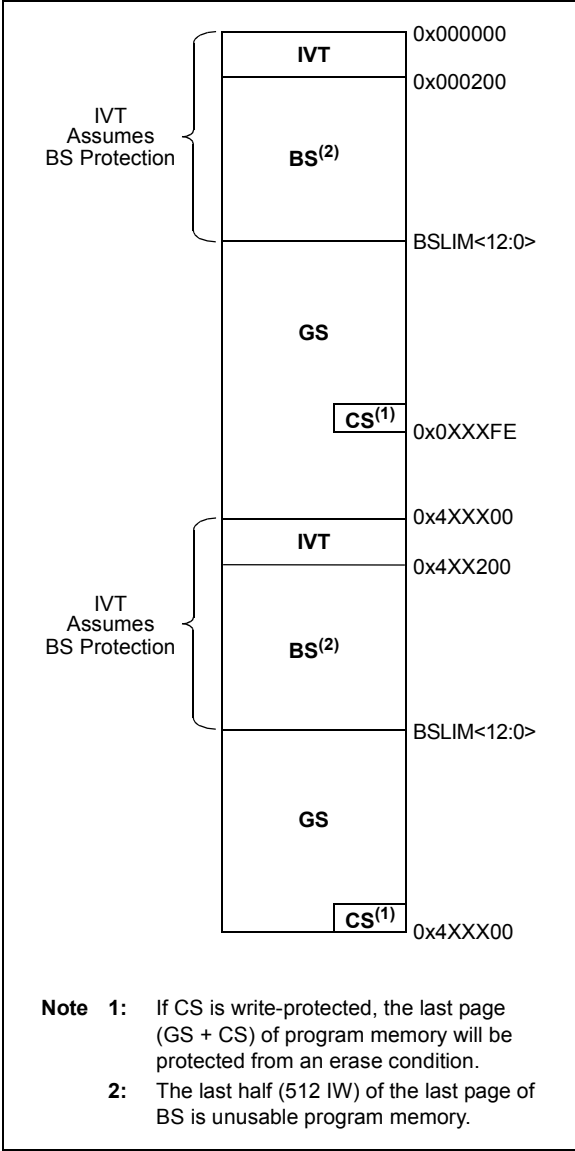 0x000000
IVT
0x000200
IVT
Assumes
BS Protection
BS(2)
BSLIM<12:0>
GS
CS(1)
0x0XXXFE
0x4XXX00
IVT
0x4XX200
IVT
Assumes
BS Protection
BS(2)
BSLIM<12:0>
GS
CS(1)
0x4XXX00
Note 1: If CS is write-protected, the last page
(GS + CS) of program memory will be
protected from an erase condition.
2: The last half (512 IW) of the last page of
BS is unusable program memory.